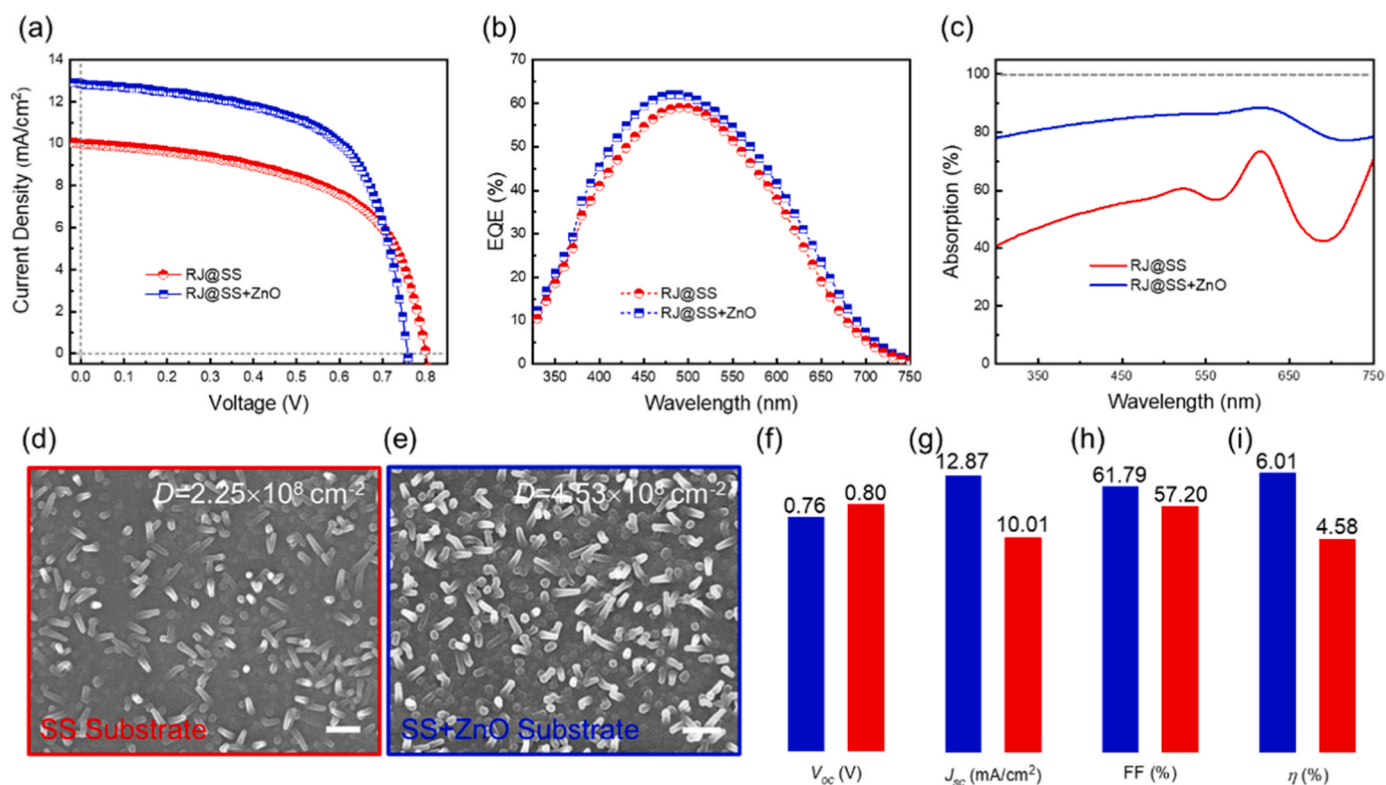 (a)
14
12
10
8
6
4
2
0
Current Density (mA/cm²)
RJ@SS
RJ@SS+ZnO
0.0 0.1 0.2 0.3 0.4 0.5 0.6 0.7 0.8
Voltage (V)
(b)
70
60
50
40
30
20
10
0
EQE (%)
RJ@SS
RJ@SS+ZnO
350 400 450 500 550 600 650 700 750
Wavelength (nm)
(c)
100
80
60
40
20
0
Absorption (%)
RJ@SS
RJ@SS+ZnO
350 450 550 650 750
Wavelength (nm)
(d)
D=2.25×10⁸ cm⁻²
SS Substrate
(e)
D=4.53×10⁸ cm⁻²
SS+ZnO Substrate
(f)
0.76 0.80
Voc (V)
(g)
12.87
10.01
Jsc (mA/cm²)
(h)
61.79
57.20
FF (%)
(i)
6.01
4.58
η (%)